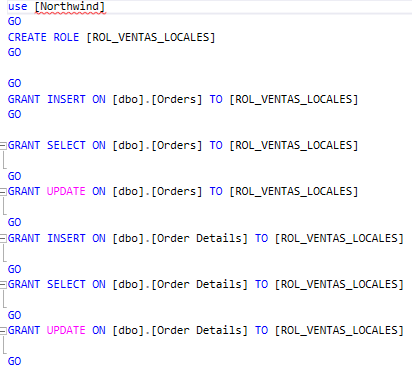 use [Northwind]
GO
CREATE ROLE [ROL_VENTAS_LOCALES]
GO
GO
GRANT INSERT ON [dbo].[Orders] TO [ROL_VENTAS_LOCALES]
GO
GRANT SELECT ON [dbo].[Orders] TO [ROL_VENTAS_LOCALES]
GO
GRANT UPDATE ON [dbo].[Orders] TO [ROL_VENTAS_LOCALES]
GO
GRANT INSERT ON [dbo].[Order Details] TO [ROL_VENTAS_LOCALES]
GO
GRANT SELECT ON [dbo].[Order Details] TO [ROL_VENTAS_LOCALES]
GO
GRANT UPDATE ON [dbo].[Order Details] TO [ROL_VENTAS_LOCALES]
GO